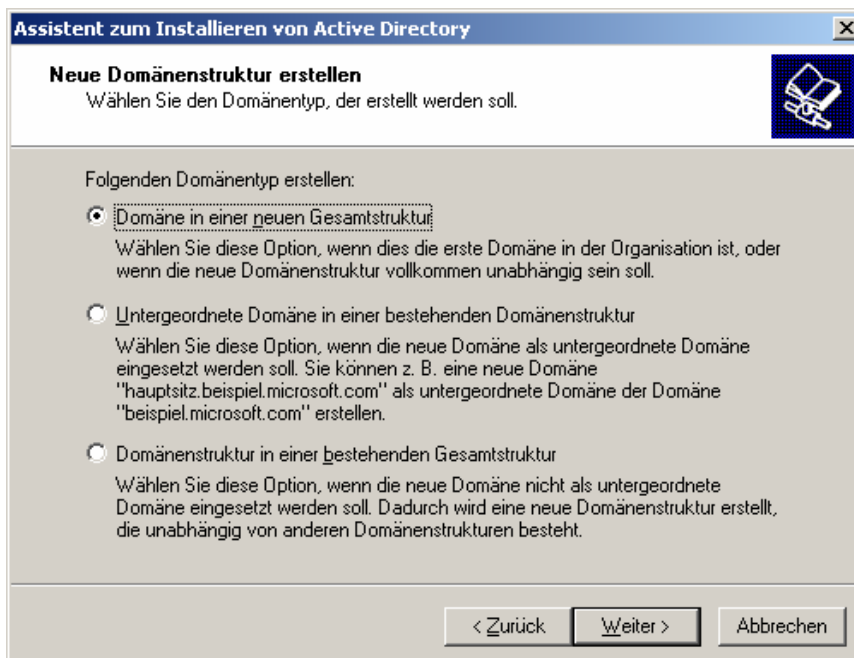 Assistent zum Installieren von Active Directory
Neue Domänenstruktur erstellen
Wählen Sie den Domänentyp, der erstellt werden soll.
Folgenden Domänentyp erstellen:
Domäne in einer neuen Gesamtstruktur
Wählen Sie diese Option, wenn dies die erste Domäne in der Organisation ist, oder
wenn die neue Domänenstruktur vollkommen unabhängig sein soll.
Untergeordnete Domäne in einer bestehenden Domänenstruktur
Wählen Sie diese Option, wenn die neue Domäne als untergeordnete Domäne
eingesetzt werden soll. Sie können z. B. eine neue Domäne
"hauptsitz.beispiel.microsoft.com" als untergeordnete Domäne der Domäne
"beispiel.microsoft.com" erstellen.
Domänenstruktur in einer bestehenden Gesamtstruktur
Wählen Sie diese Option, wenn die neue Domäne nicht als untergeordnete
Domäne eingesetzt werden soll. Dadurch wird eine neue Domänenstruktur erstellt,
die unabhängig von anderen Domänenstrukturen besteht.
< Zurück Weiter > Abbrechen